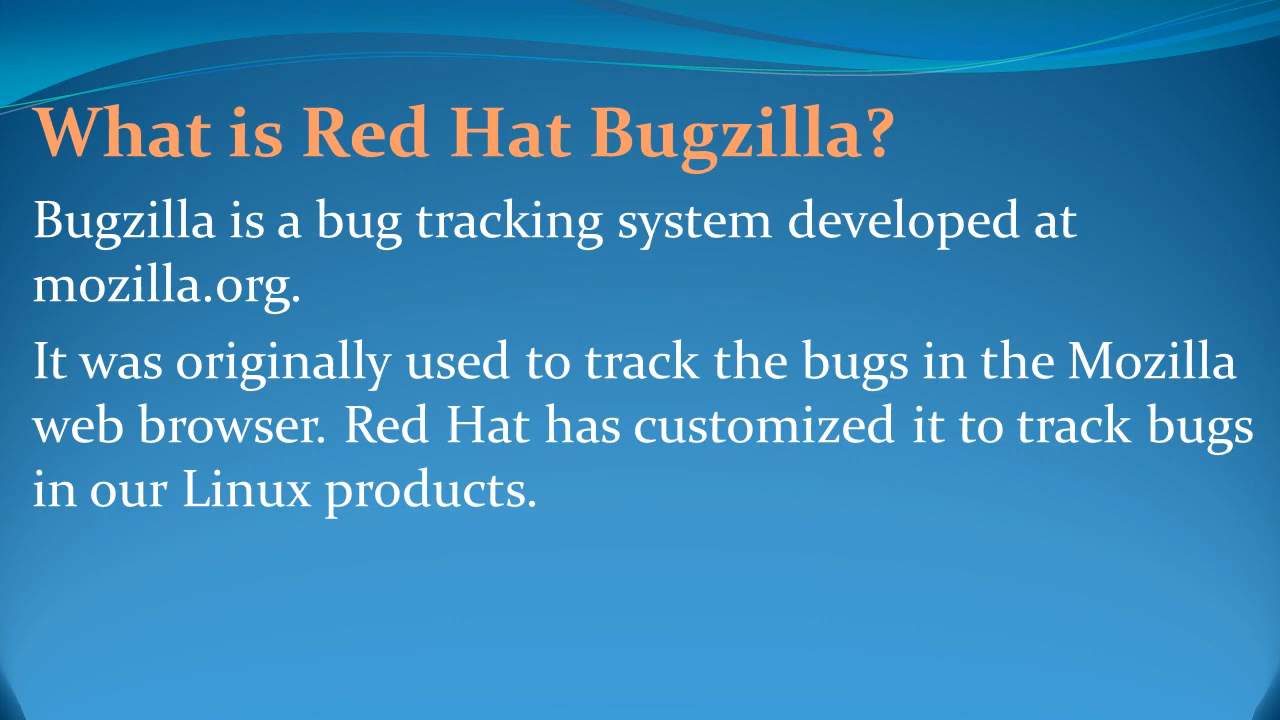 What is Red Hat Bugzilla?
Bugzilla is a bug tracking system developed at
mozilla.org.
It was originally used to track the bugs in the Mozilla
web browser. Red Hat has customized it to track bugs
in our Linux products.